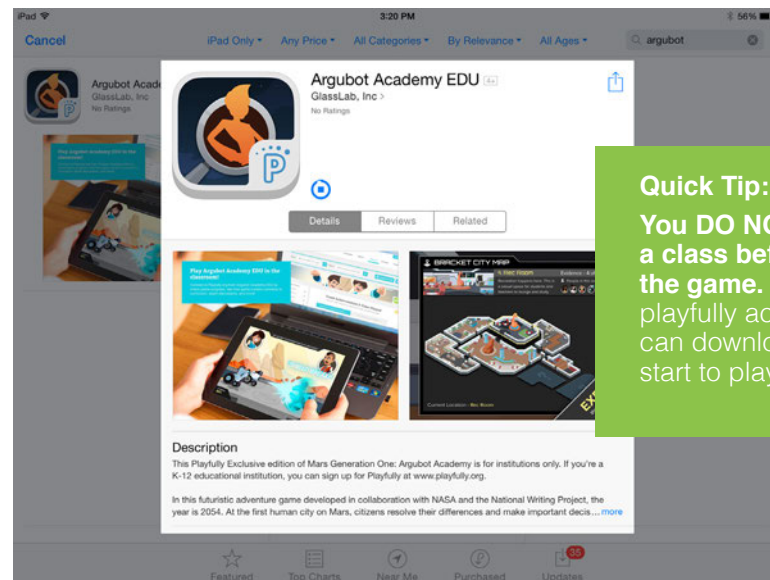 iPad
3:20 PM
56%
Cancel
iPad Only
Any Price
All Categories
By Relevance
All Ages
argubot
Argubot Acade
GlassLab, Inc
No Ratings
Argubot Academy EDU 4+
GlassLab, Inc >
No Ratings
Details
Reviews
Related
Play Argubot Academy EDU in the
classroom!
BRACKET CITY MAP
Rec Room
Evidence
Current Location : Rec Room
Description
This Playfully Exclusive edition of Mars Generation One: Argubot Academy is for institutions only. If you're a
K-12 educational institution, you can sign up for Playfully at www.playfully.org.
In this futuristic adventure game developed in collaboration with NASA and the National Writing Project, the
year is 2054. At the first human city on Mars, citizens resolve their differences and make important decis... more
Quick Tip:
You DO NO
a class bef
the game.
playfully ac
can downlo
start to play
Featured
Top Charts
Near Me
Purchased
35
Updates